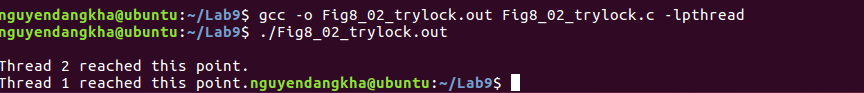 nguyendangkha@ubuntu:~/Lab9$ gcc -o Fig8_02_trylock.out Fig8_02_trylock.c -lpthread
nguyendangkha@ubuntu:~/Lab9$ ./Fig8_02_trylock.out
Thread 2 reached this point.
Thread 1 reached this point.nguyendangkha@ubuntu:~/Lab9$